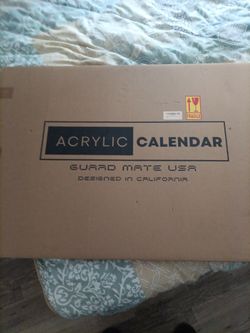 ACRYLIC CALENDAR
GUARD MATE USA
DESIGNED IN CALIFORNIA